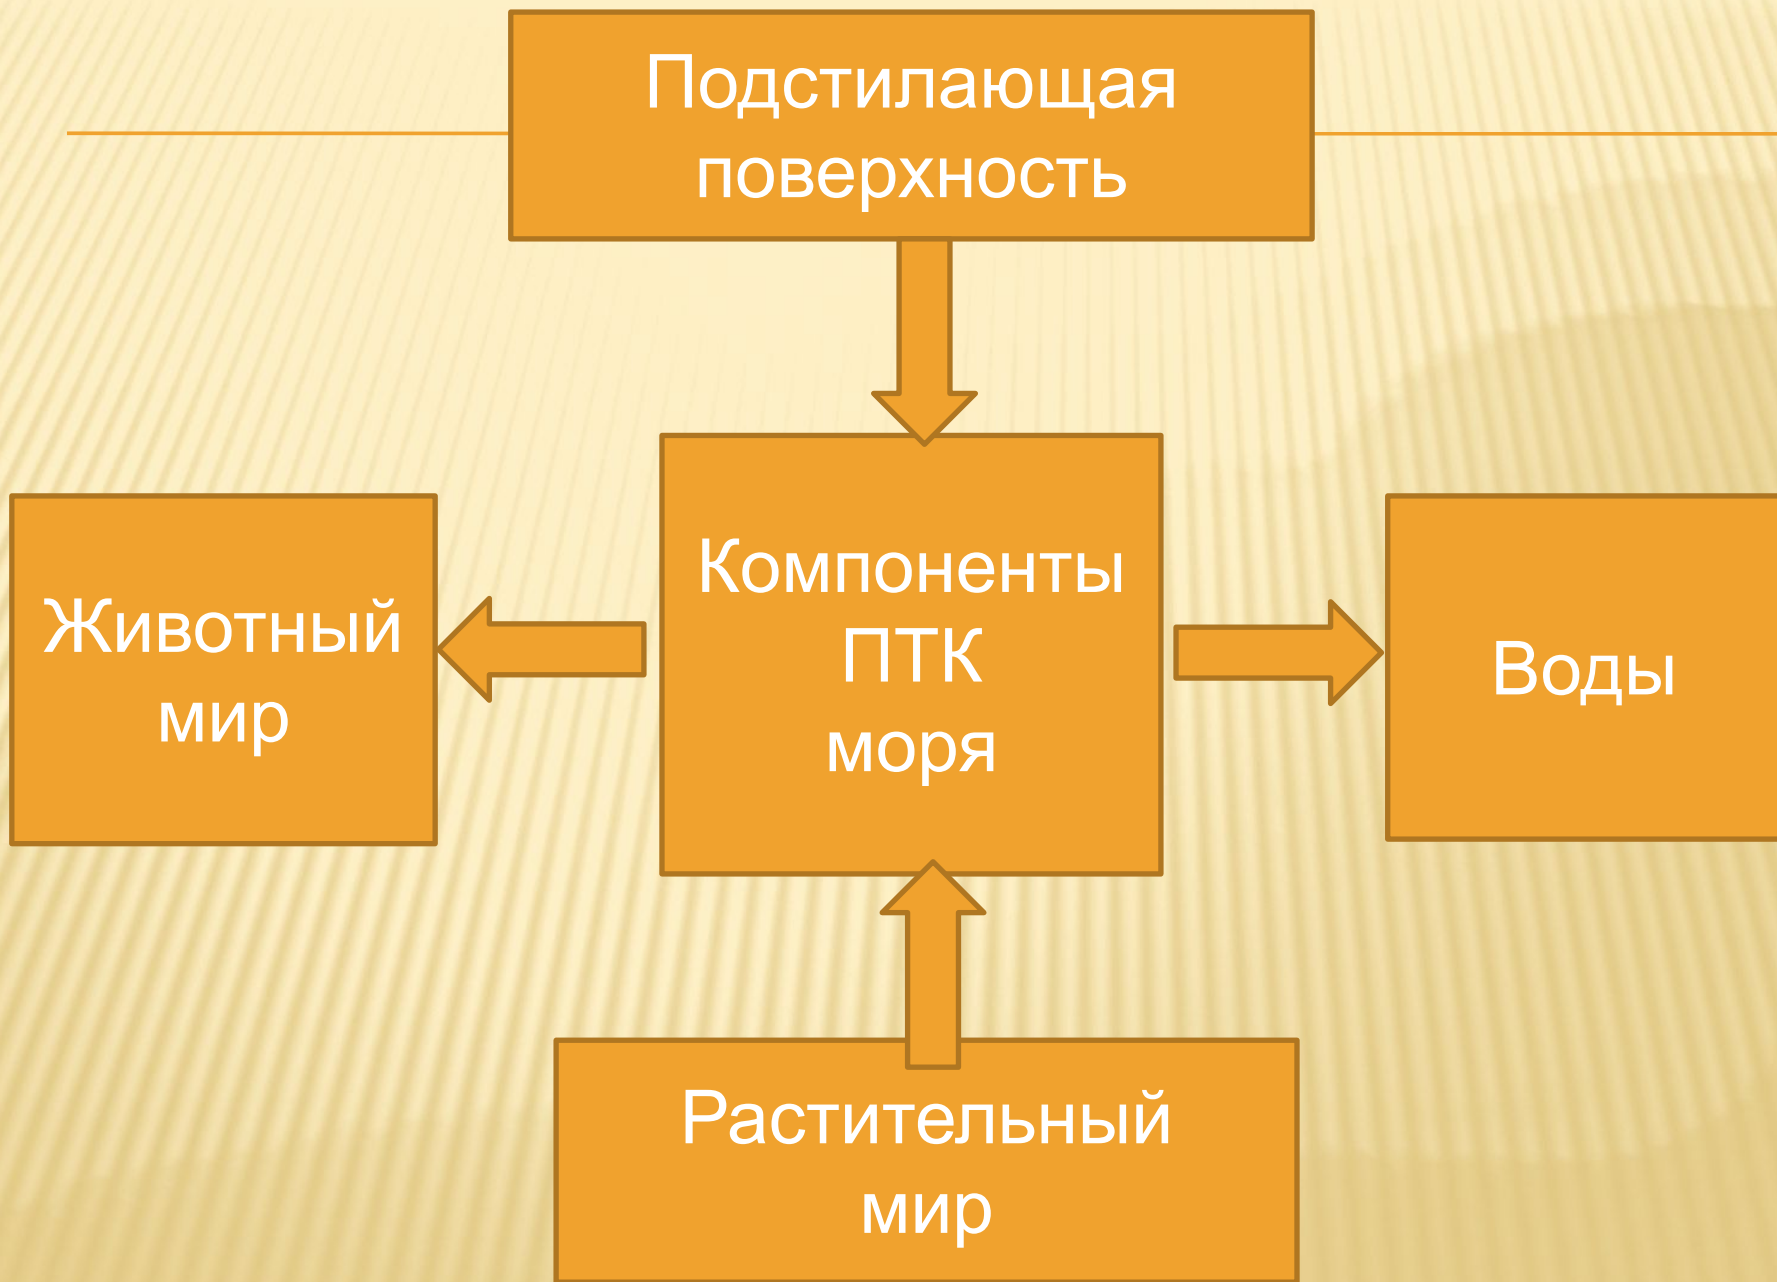 Подстилающая
поверхность
Животный
мир
Компоненты
ПТК
моря
Воды
Растительный
мир